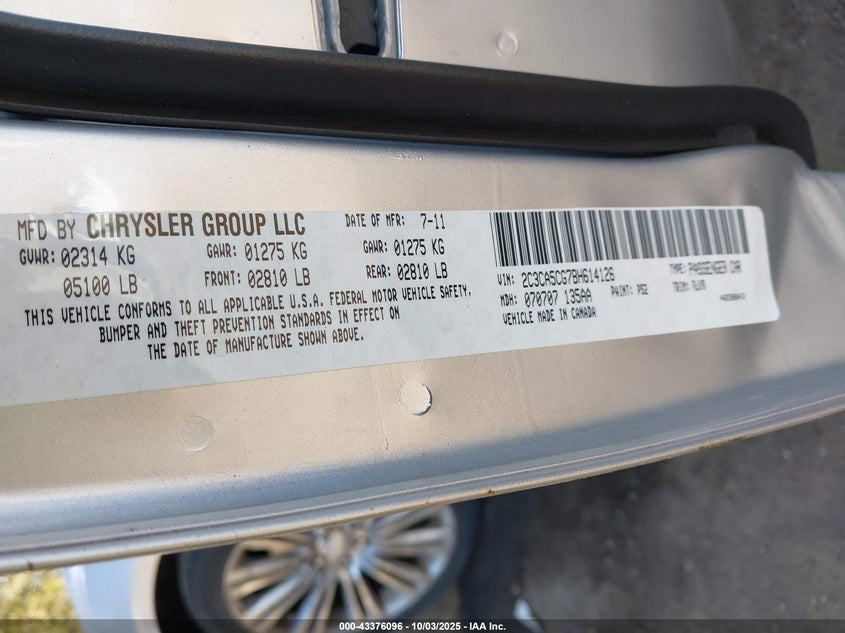 MFD BY CHRYSLER GROUP LLC
DATE OF MFR: 7-11
GVWR: 02314 KG
GAWR: 01275 KG
GAWR: 01275 KG
05100 LB
FRONT: 02810 LB
REAR: 02810 LB
THIS VEHICLE CONFORMS TO ALL APPLICABLE U.S.A. FEDERAL MOTOR VEHICLE SAFETY,
BUMPER AND THEFT PREVENTION STANDARDS IN EFFECT ON
THE DATE OF MANUFACTURE SHOWN ABOVE.
VIN: 2C3CA5CG7BH614126
TYPE: PASSENGER CAR
MDH: 070707 135AA
PAINT: PS2
TRIM:
VEHICLE MADE IN CANADA
000-43376096 - 10/03/2025 - IAA Inc.